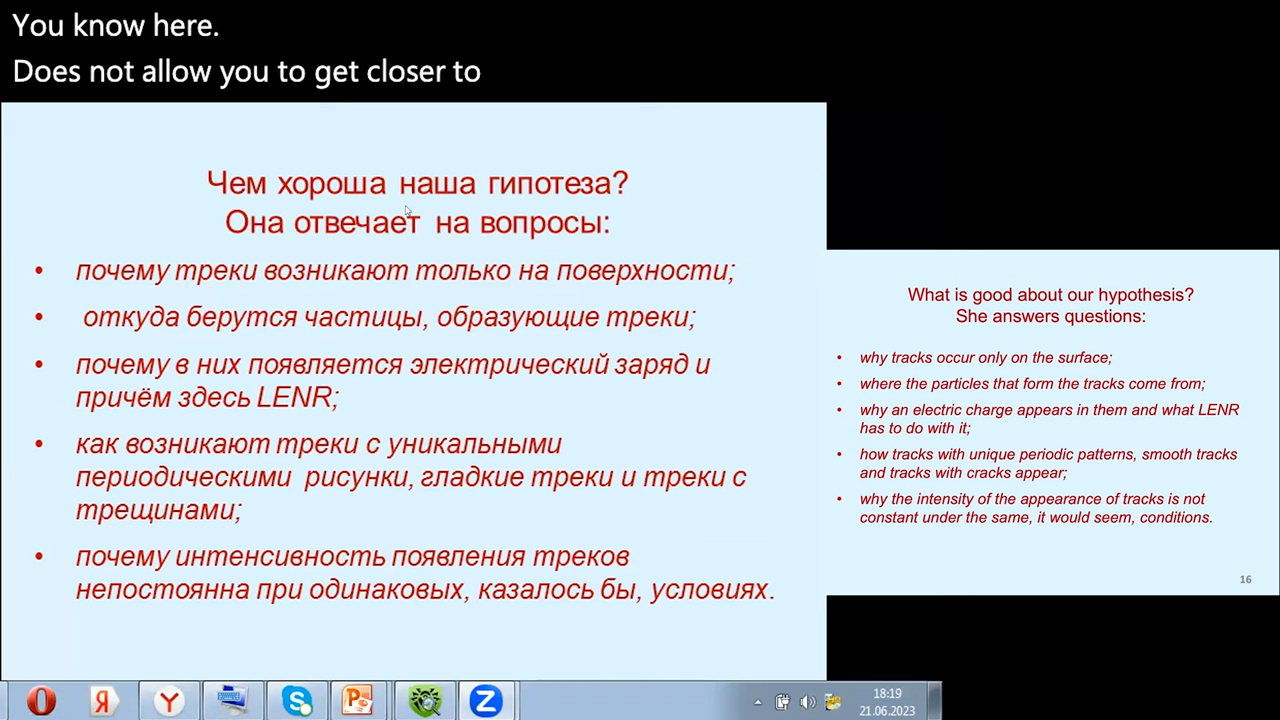 You know here.
Does not allow you to get closer to
Чем хороша наша гипотеза?
Она отвечает на вопросы:
• почему треки возникают только на поверхности;
• откуда берутся частицы, образующие треки;
• почему в них появляется электрический заряд и
причём здесь LENR;
• как возникают треки с уникальными
периодическими рисунки, гладкие треки и треки с
трещинами;
• почему интенсивность появления треков
непостоянна при одинаковых, казалось бы, условиях.
What is good about our hypothesis?
She answers questions:
• why tracks occur only on the surface;
• where the particles that form the tracks come from;
• why an electric charge appears in them and what LENR
has to do with it;
• how tracks with unique periodic patterns, smooth tracks
and tracks with cracks appear;
• why the intensity of the appearance of tracks is not
constant under the same, it would seem, conditions.
16
18:19
21.06.2023